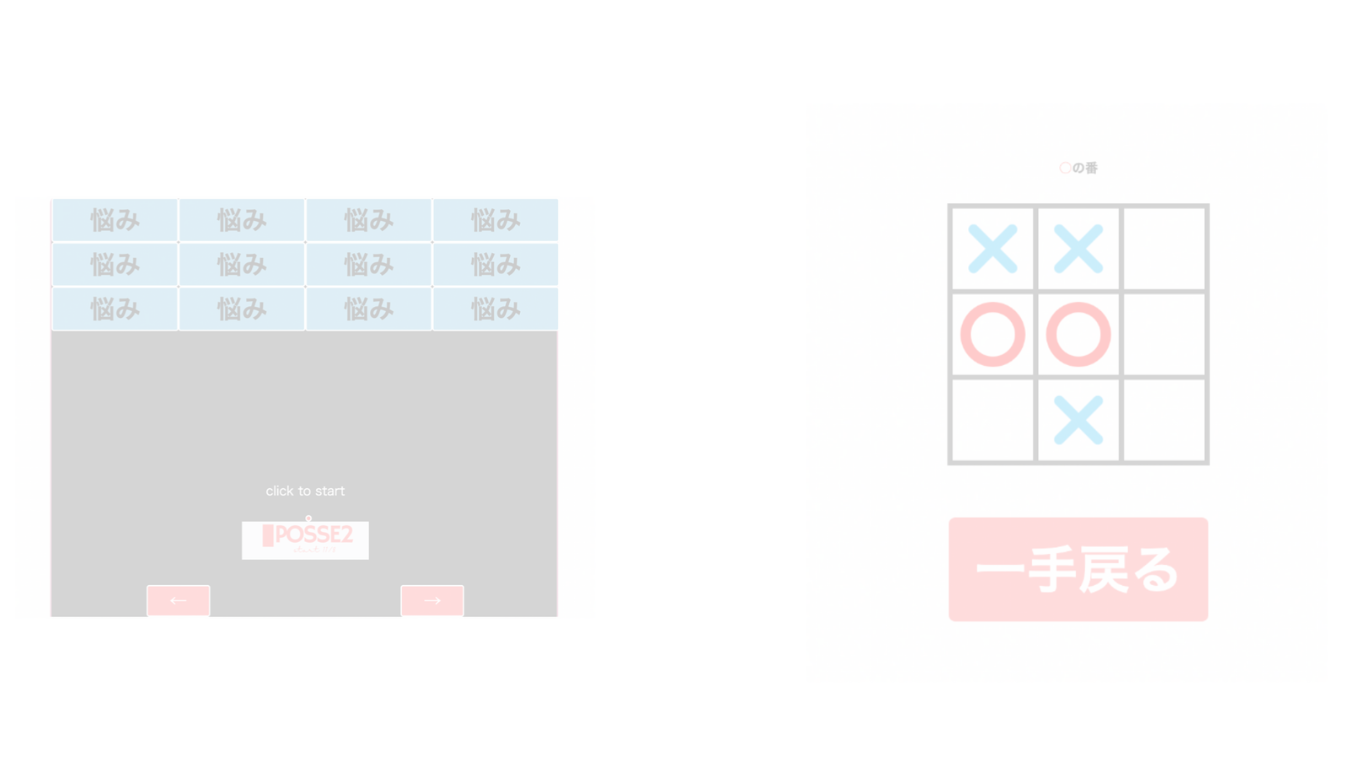 悩み 悩み 悩み 悩み
悩み 悩み 悩み 悩み
悩み 悩み 悩み 悩み
click to start
POSSE2
← →
○の番
一手戻る